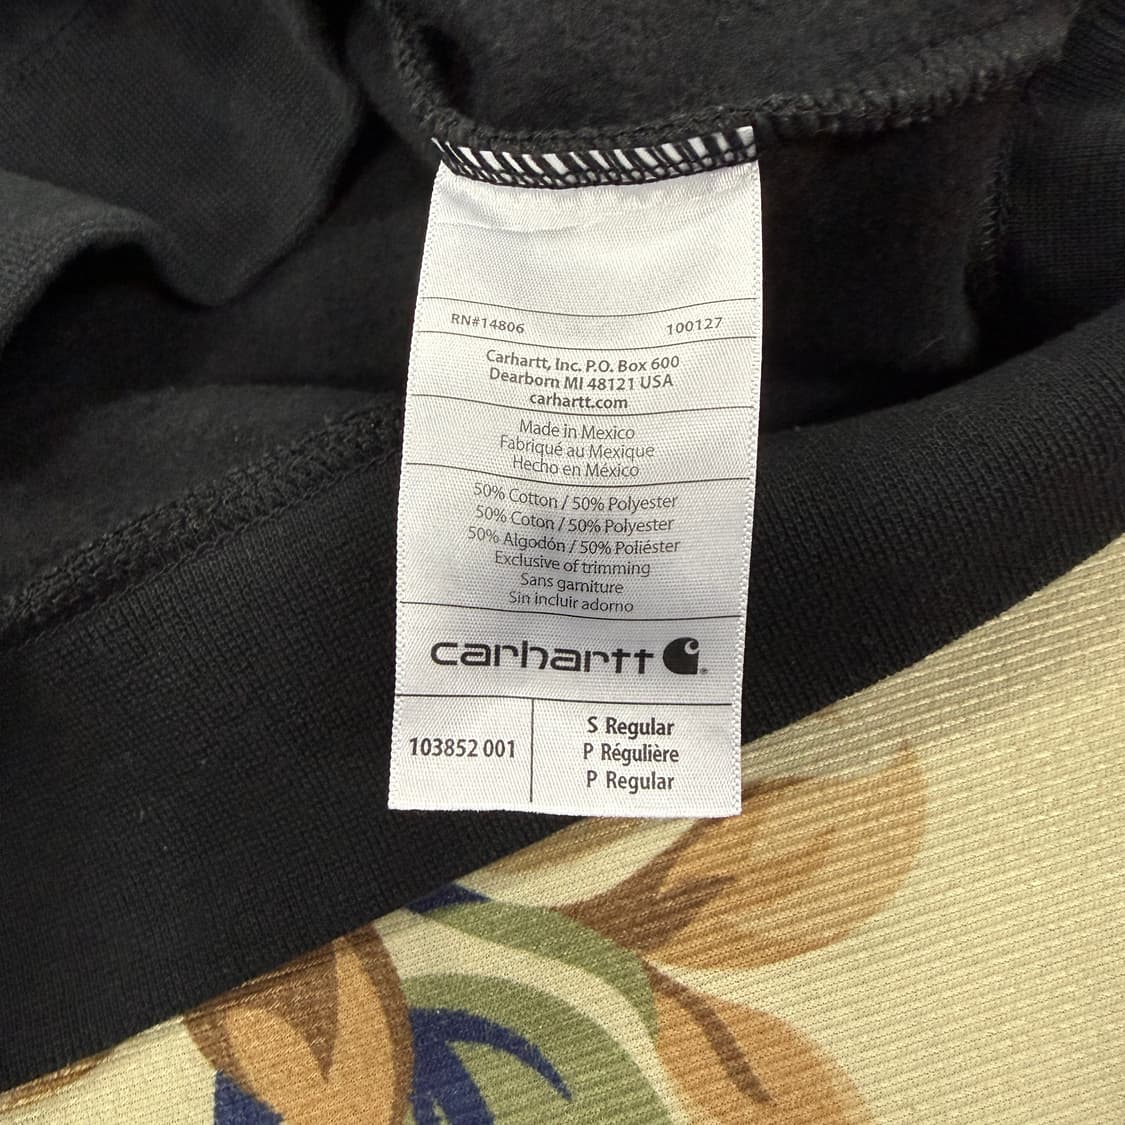 RN#14806 100127
Carhartt, Inc. P.O. Box 600
Dearborn MI 48121 USA
carhartt.com
Made in Mexico
Fabriqué au Mexique
Hecho en México
50% Cotton / 50% Polyester
50% Coton / 50% Polyester
50% Algodón / 50% Poliéster
Exclusive of trimming
Sans garniture
Sin incluir adorno
carhartt
103852 001
S Regular
P Régulière
P Regular